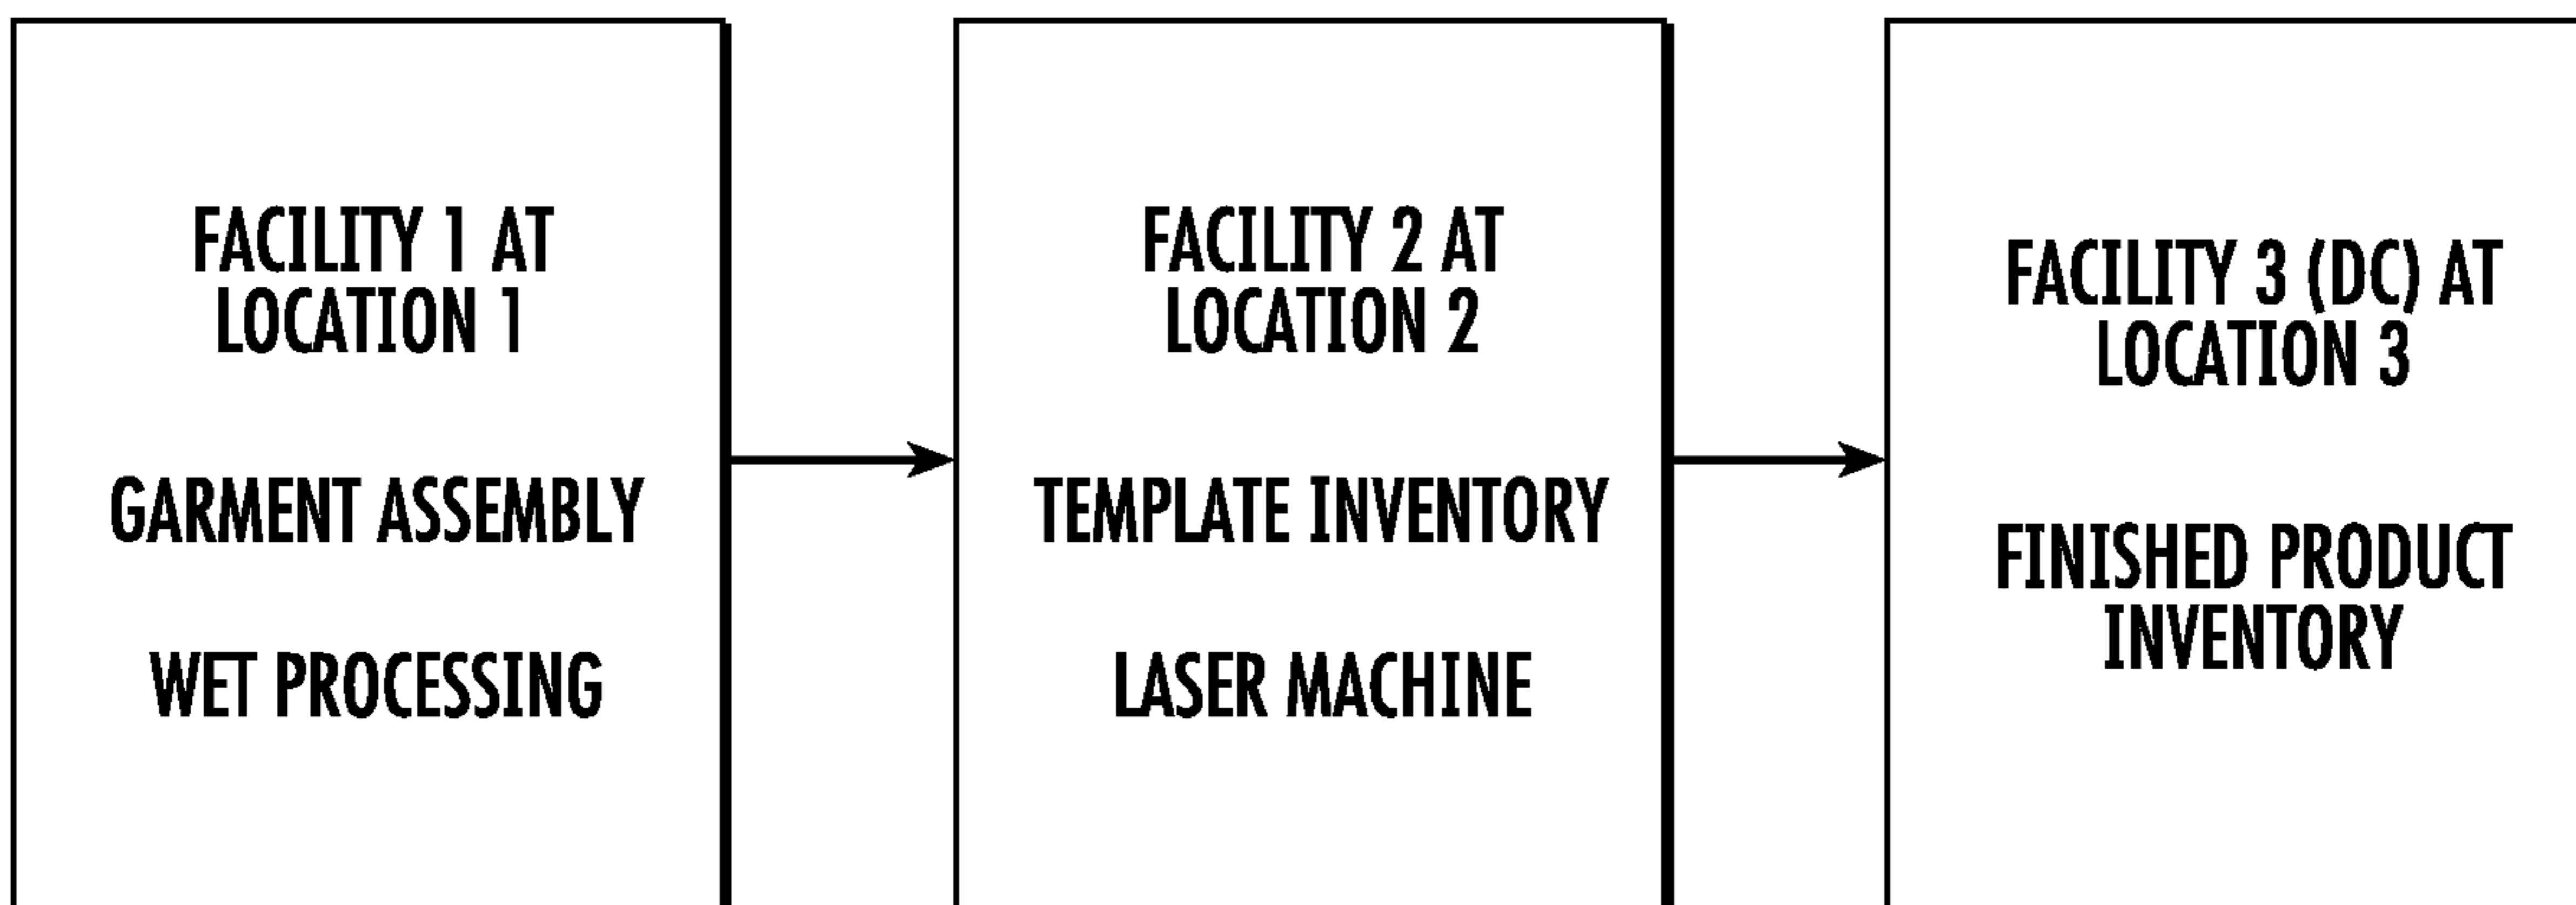 FACILITY 1 AT
LOCATION 1
GARMENT ASSEMBLY
WET PROCESSING
FACILITY 2 AT
LOCATION 2
TEMPLATE INVENTORY
LASER MACHINE
FACILITY 3 (DC) AT
LOCATION 3
FINISHED PRODUCT
INVENTORY